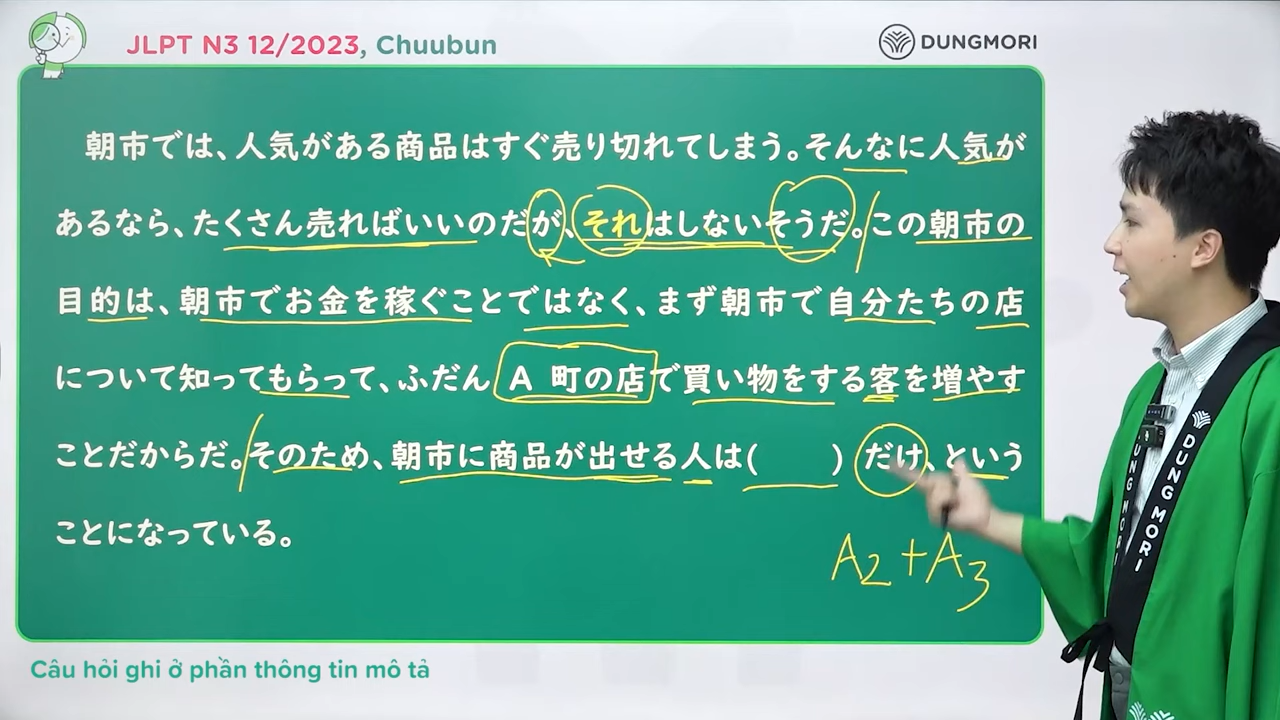 JLPT N3 12/2023, Chuubun
DUNGMORI
朝市では、人気がある商品はすぐ売り切れてしまう。そんなに人気が
あるなら、たくさん売ればいいのだが、それはしないそうだ。この朝市の
目的は、朝市でお金を稼ぐことではなく、まず朝市で自分たちの店
について知ってもらって、ふだん A 町の店で買い物をする客を増やす
ことだからだ。そのため、朝市に商品が出せる人は( )だけ、という
ことになっている。
A2+A3
DUNG MORI
DUNG MORI
Câu hỏi ghi ở phần thông tin mô tả